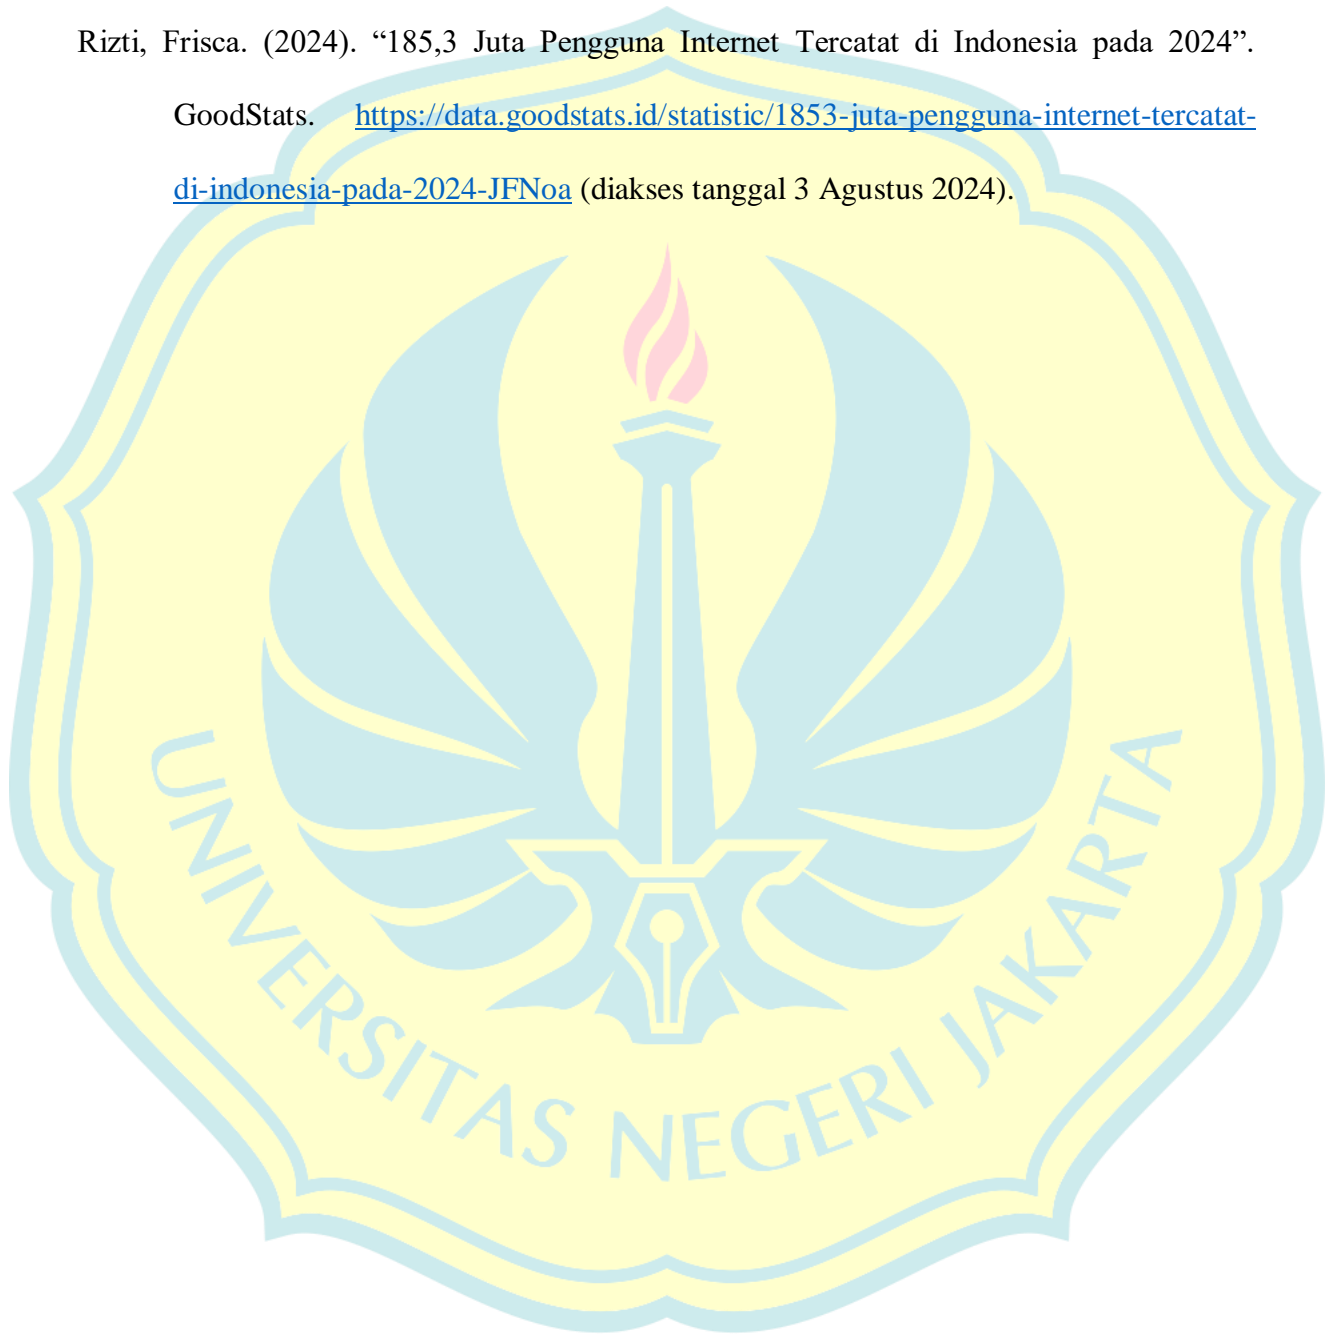 Rizti, Frisca. (2024). “185,3 Juta Pengguna Internet Tercatat di Indonesia pada 2024”.
GoodStats. https://data.goodstats.id/statistic/1853-juta-pengguna-internet-tercatat-
di-indonesia-pada-2024-JFNoa (diakses tanggal 3 Agustus 2024).
UNIVERSITAS NEGERI JAKARTA